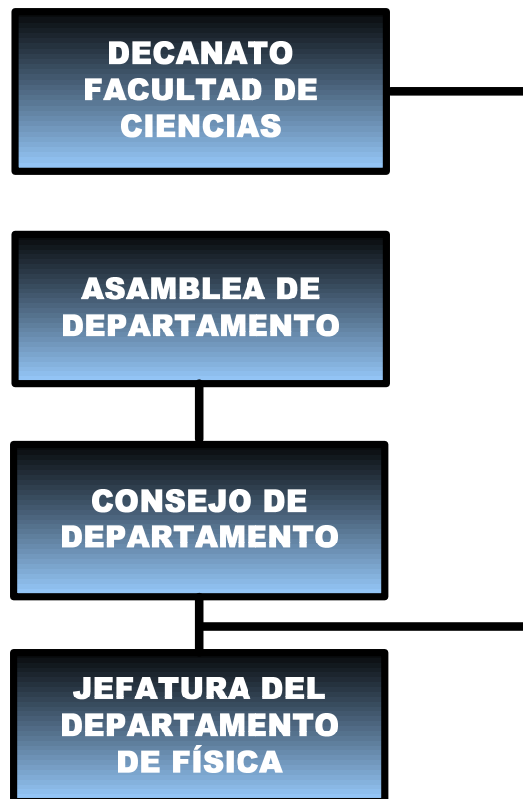 DECANATO
FACULTAD DE
CIENCIAS
ASAMBLEA DE
DEPARTAMENTO
CONSEJO DE
DEPARTAMENTO
JEFATURA DEL
DEPARTAMENTO
DE FÍSICA